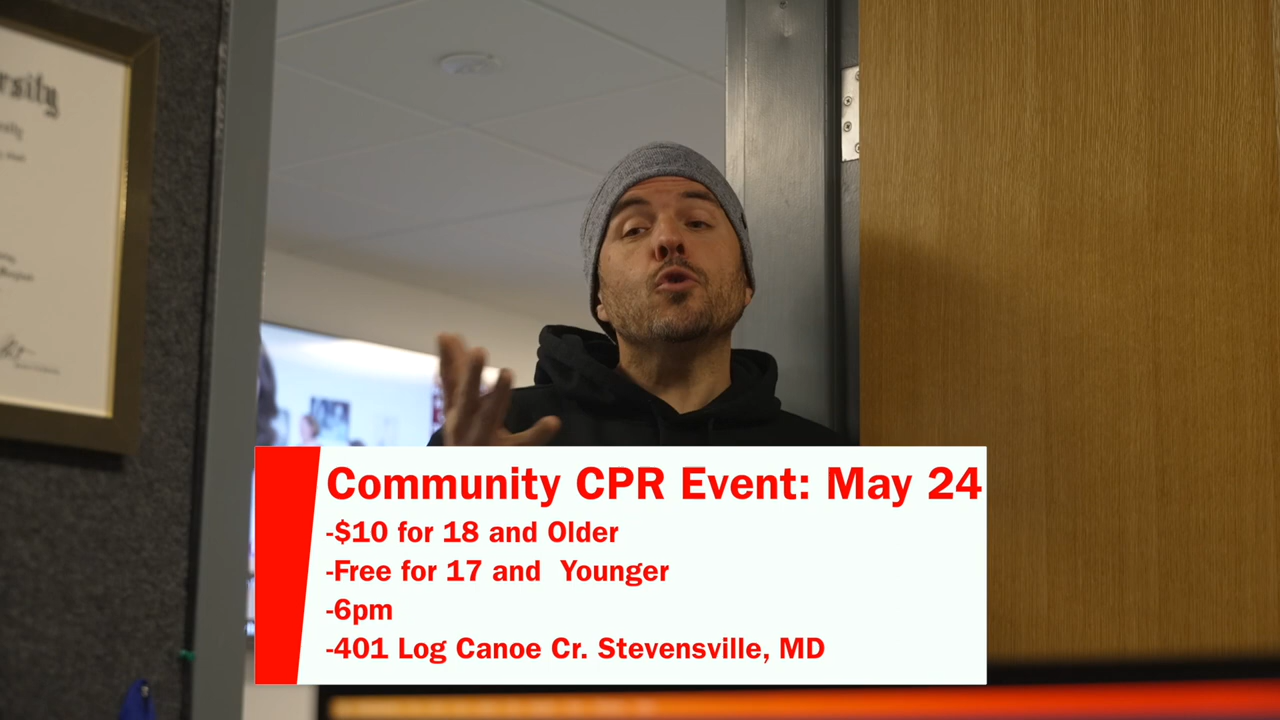 rsity
Community CPR Event: May 24
-$10 for 18 and Older
-Free for 17 and  Younger
-6pm
-401 Log Canoe Cr. Stevensville, MD